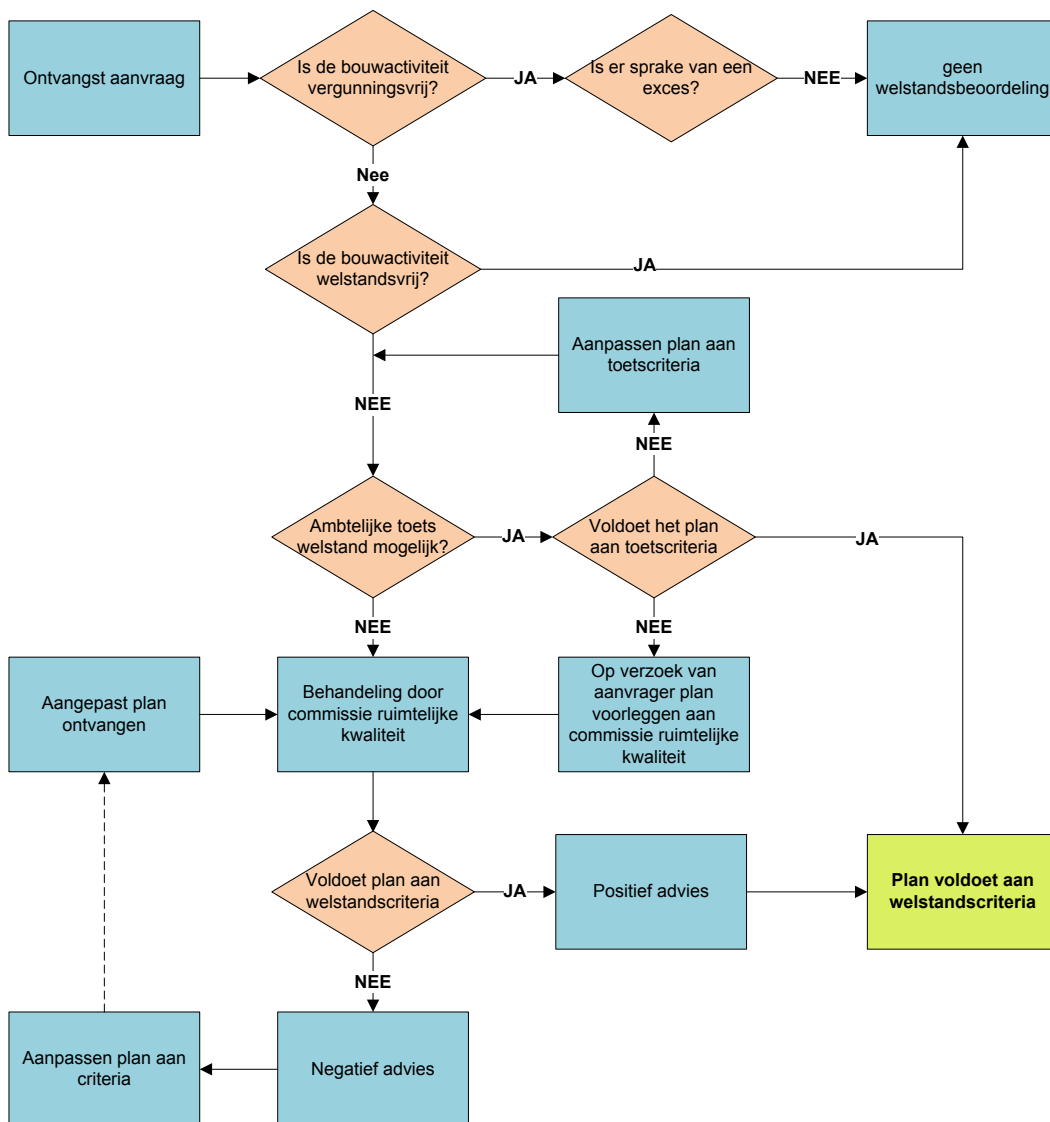 Ontvangst aanvraag
Is de bouwactiviteit
vergunningsvrij?
JA
Is er sprake van een
exces?
NEE
geen
welstandsbeoordeling
Nee
Is de bouwactiviteit
welstandsvrij?
JA
Aanpassen plan aan
toetscriteria
NEE
NEE
Ambtelijke toets
welstand mogelijk?
JA
Voldoet het plan
aan toetscriteria
JA
NEE
NEE
Aangepast plan
ontvangen
Behandeling door
commissie ruimtelijke
kwaliteit
Op verzoek van
aanvrager plan
voorleggen aan
commissie ruimtelijke
kwaliteit
Voldoet plan aan
welstandscriteria
JA
Positief advies
Plan voldoet aan
welstandscriteria
NEE
Aanpassen plan aan
criteria
Negatief advies